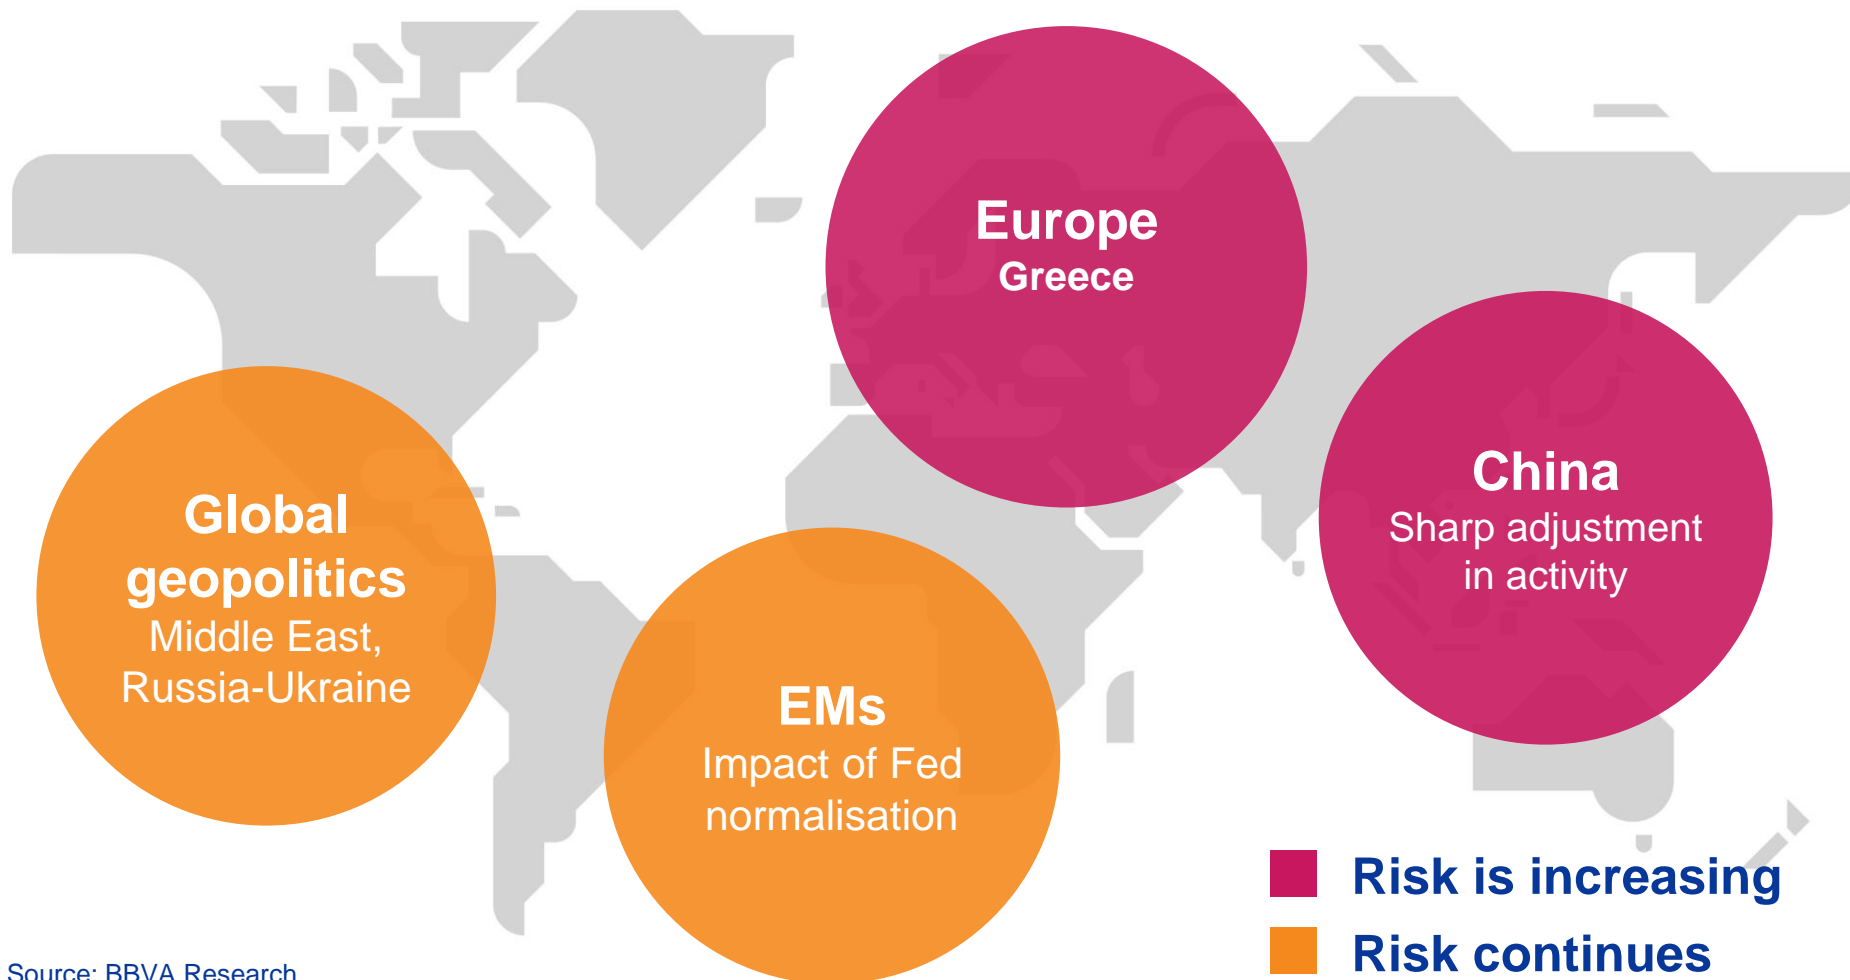 Europe
Greece
China
Sharp adjustment
in activity
Global
geopolitics
Middle East,
Russia-Ukraine
EMs
Impact of Fed
normalisation
Risk is increasing
Risk continues
Source: BBVA Research